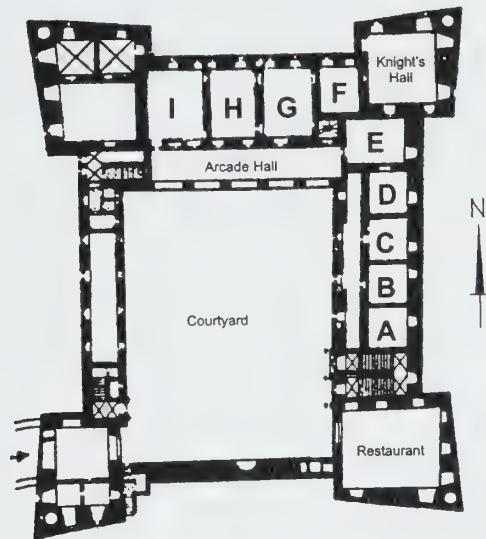 Knight's
Hall
I H G F
E
Arcade Hall
D
N
C
Courtyard
B
A
Restaurant